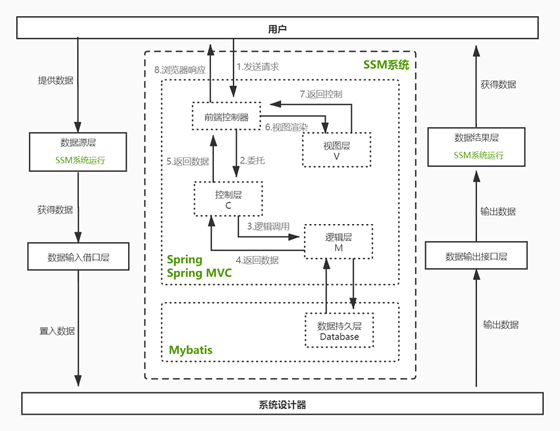 用户
提供数据
8.浏览器响应
1.发送请求
SSM系统
获得数据
7.返回控制
前端控制器
6.视图渲染
数据源层
SSM系统运行
视图层
V
数据结果层
SSM系统运行
5.返回数据
2.委托
控制层
C
获得数据
输出数据
3.逻辑调用
逻辑层
M
数据输入借口层
4.返回数据
数据输出接口层
Spring
Spring MVC
置入数据
数据持久层
Database
输出数据
Mybatis
系统设计器